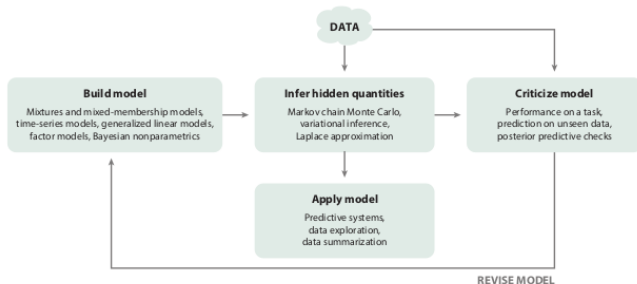 DATA
Build model
Mixtures and mixed-membership models,
time-series models, generalized linear models,
factor models, Bayesian nonparametrics
Infer hidden quantities
Markov chain Monte Carlo,
variational inference,
Laplace approximation
Criticize model
Performance on a task,
prediction on unseen data,
posterior predictive checks
Apply model
Predictive systems,
data exploration,
data summarization
REVISE MODEL